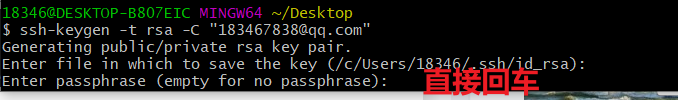 18346@DESKTOP-B807EIC MINGW64 ~/Desktop
$ ssh-keygen -t rsa -C "183467838@qq.com"
Generating public/private rsa key pair.
Enter file in which to save the key (/c/Users/18346/.ssh/id_rsa):
Enter passphrase (empty for no passphrase): 直接回车